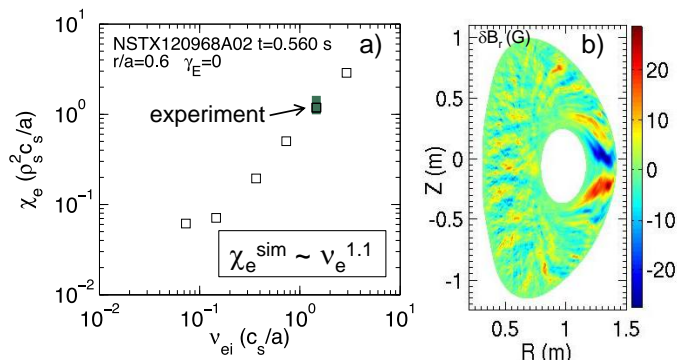 NSTX120968A02 t=0.560 s a)
r/a=0.6 γ_E=0
experiment
χ_e^sim ~ ν_e^1.1
χ_e (ρ_s^2 c_s/a)
10^1
10^0
10^-1
10^-2
10^-2 10^-1 10^0 10^1
ν_ei (c_s/a)
δB_r(G) b)
Z (m)
1
0.5
0
-0.5
-1
0.5 1 1.5
R (m)
20
10
0
-10
-20